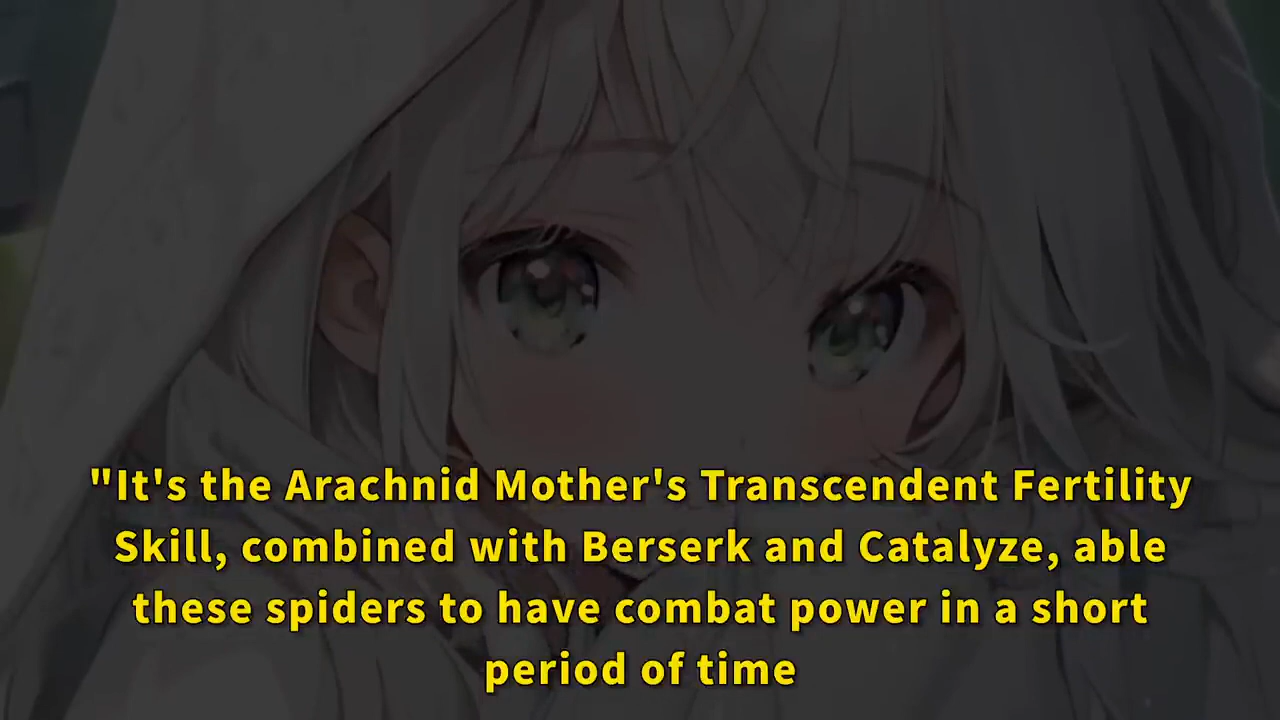 "It's the Arachnid Mother's Transcendent Fertility
Skill, combined with Berserk and Catalyze, able
these spiders to have combat power in a short
period of time